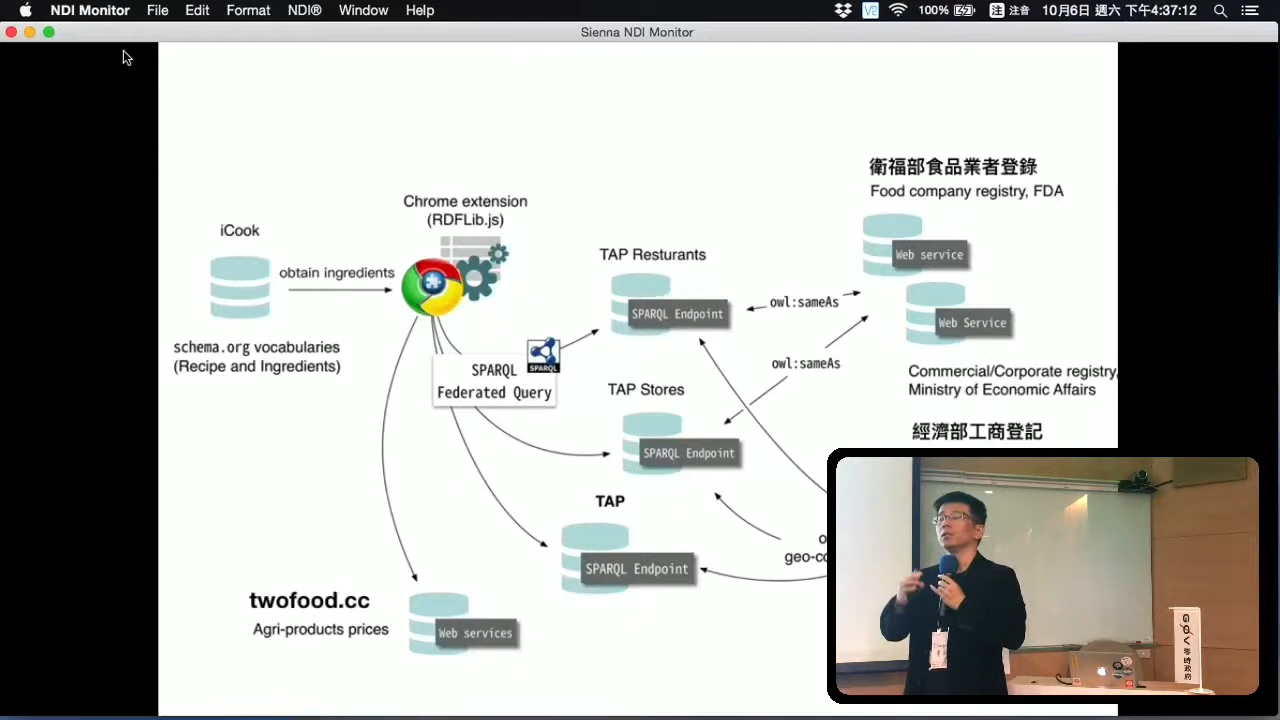 NDI Monitor File Edit Format NDI® Window Help
100% 注 注音 10月6日 週六 下午4:37:12
Sienna NDI Monitor
衛福部食品業者登錄
Food company registry, FDA
Web service
Web Service
Commercial/Corporate registry,
Ministry of Economic Affairs
經濟部工商登記
Chrome extension
(RDFLib.js)
iCook
obtain ingredients
schema.org vocabularies
(Recipe and Ingredients)
TAP Resturants
SPARQL Endpoint
owl:sameAs
owl:sameAs
SPARQL
SPARQL
Federated Query
TAP Stores
SPARQL Endpoint
TAP
SPARQL Endpoint
twofood.cc
Agri-products prices
Web services
零時政府